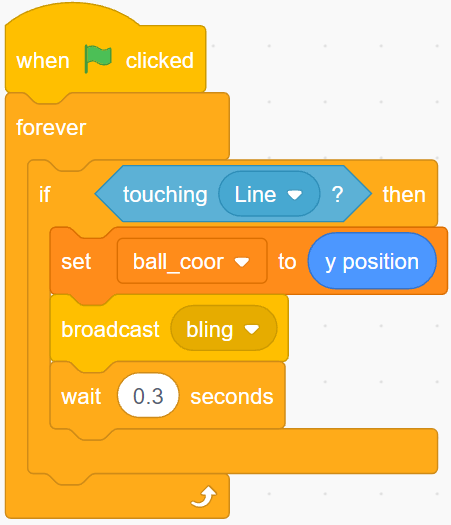 when clicked
forever
if touching Line ? then
set ball_coor to y position
broadcast bling
wait 0.3 seconds